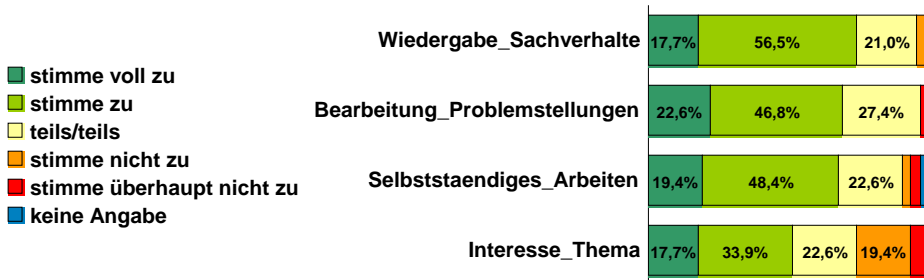 Wiedergabe_Sachverhalte 17,7% 56,5% 21,0%
stimme voll zu
stimme zu
teils/teils
stimme nicht zu
stimme überhaupt nicht zu
keine Angabe
Bearbeitung_Problemstellungen 22,6% 46,8% 27,4%
Selbststaendiges_Arbeiten 19,4% 48,4% 22,6%
Interesse_Thema 17,7% 33,9% 22,6% 19,4%